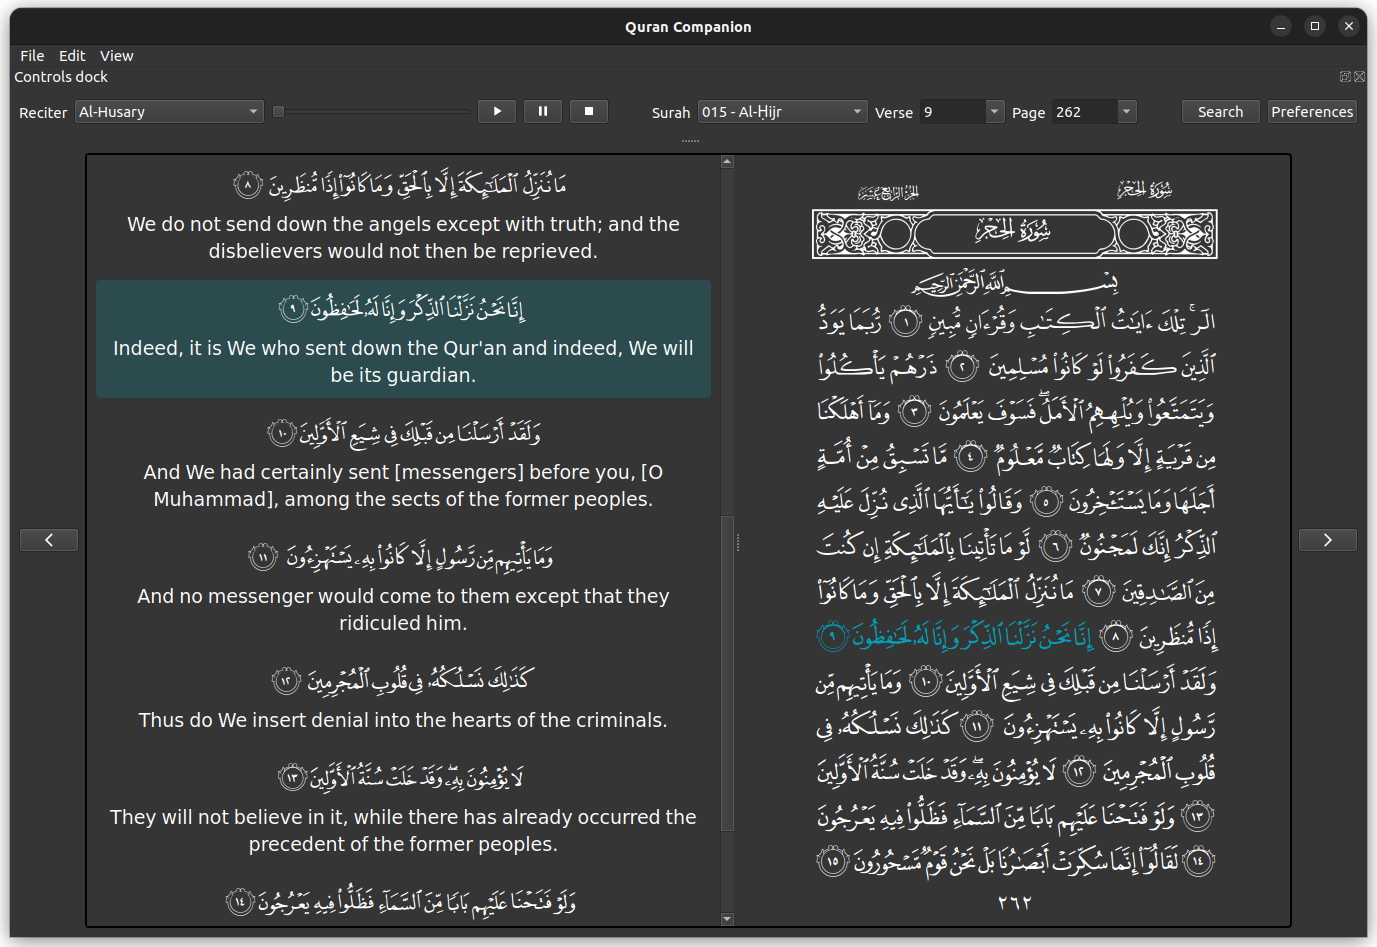 Quran Companion
File Edit View
Controls dock
Reciter Al-Husary Surah 015 - Al-Ḥijr Verse 9 Page 262 Search Preferences
مَا نُنَزِّلُ ٱلْمَلَـٰٓئِكَةَ إِلَّا بِٱلْحَقِّ وَمَا كَانُوٓا۟ إِذًا مُّنظَرِينَ ٨
We do not send down the angels except with truth; and the
disbelievers would not then be reprieved.
إِنَّا نَحْنُ نَزَّلْنَا ٱلذِّكْرَ وَإِنَّا لَهُۥ لَحَـٰفِظُونَ ٩
Indeed, it is We who sent down the Qur'an and indeed, We will
be its guardian.
وَلَقَدْ أَرْسَلْنَا مِن قَبْلِكَ فِى شِيَعِ ٱلْأَوَّلِينَ ١٠
And We had certainly sent [messengers] before you, [O
Muhammad], among the sects of the former peoples.
وَمَا يَأْتِيهِم مِّن رَّسُولٍ إِلَّا كَانُوا۟ بِهِۦ يَسْتَهْزِءُونَ ١١
And no messenger would come to them except that they
ridiculed him.
كَذَٰلِكَ نَسْلُكُهُۥ فِى قُلُوبِ ٱلْمُجْرِمِينَ ١٢
Thus do We insert denial into the hearts of the criminals.
لَا يُؤْمِنُونَ بِهِۦ ۖ وَقَدْ خَلَتْ سُنَّةُ ٱلْأَوَّلِينَ ١٣
They will not believe in it, while there has already occurred the
precedent of the former peoples.
وَلَوْ فَتَحْنَا عَلَيْهِم بَابًا مِّنَ ٱلسَّمَآءِ فَظَلُّوا۟ فِيهِ يَعْرُجُونَ ١٤
سُورَةُ الحِجْرِ الجُزْءُ الرَّابِعَ عَشَرَ
سُورَةُ الحِجْرِ
بِسْمِ ٱللَّهِ ٱلرَّحْمَـٰنِ ٱلرَّحِيمِ
الٓر ۚ تِلْكَ ءَايَـٰتُ ٱلْكِتَـٰبِ وَقُرْءَانٍ مُّبِينٍ ١ رُّبَمَا يَوَدُّ
ٱلَّذِينَ كَفَرُوا۟ لَوْ كَانُوا۟ مُسْلِمِينَ ٢ ذَرْهُمْ يَأْكُلُوا۟
وَيَتَمَتَّعُوا۟ وَيُلْهِهِمُ ٱلْأَمَلُ ۖ فَسَوْفَ يَعْلَمُونَ ٣ وَمَآ أَهْلَكْنَا
مِن قَرْيَةٍ إِلَّا وَلَهَا كِتَابٌ مَّعْلُومٌ ٤ مَّا تَسْبِقُ مِنْ أُمَّةٍ
أَجَلَهَا وَمَا يَسْتَـْٔخِرُونَ ٥ وَقَالُوا۟ يَـٰٓأَيُّهَا ٱلَّذِى نُزِّلَ عَلَيْهِ
ٱلذِّكْرُ إِنَّكَ لَمَجْنُونٌ ٦ لَّوْ مَا تَأْتِينَا بِٱلْمَلَـٰٓئِكَةِ إِن كُنتَ
مِنَ ٱلصَّـٰدِقِينَ ٧ مَا نُنَزِّلُ ٱلْمَلَـٰٓئِكَةَ إِلَّا بِٱلْحَقِّ وَمَا كَانُوٓا۟
إِذًا مُّنظَرِينَ ٨ إِنَّا نَحْنُ نَزَّلْنَا ٱلذِّكْرَ وَإِنَّا لَهُۥ لَحَـٰفِظُونَ ٩
وَلَقَدْ أَرْسَلْنَا مِن قَبْلِكَ فِى شِيَعِ ٱلْأَوَّلِينَ ١٠ وَمَا يَأْتِيهِم مِّن
رَّسُولٍ إِلَّا كَانُوا۟ بِهِۦ يَسْتَهْزِءُونَ ١١ كَذَٰلِكَ نَسْلُكُهُۥ فِى
قُلُوبِ ٱلْمُجْرِمِينَ ١٢ لَا يُؤْمِنُونَ بِهِۦ ۖ وَقَدْ خَلَتْ سُنَّةُ ٱلْأَوَّلِينَ
١٣ وَلَوْ فَتَحْنَا عَلَيْهِم بَابًا مِّنَ ٱلسَّمَآءِ فَظَلُّوا۟ فِيهِ يَعْرُجُونَ
١٤ لَقَالُوٓا۟ إِنَّمَا سُكِّرَتْ أَبْصَـٰرُنَا بَلْ نَحْنُ قَوْمٌ مَّسْحُورُونَ ١٥
٢٦٢